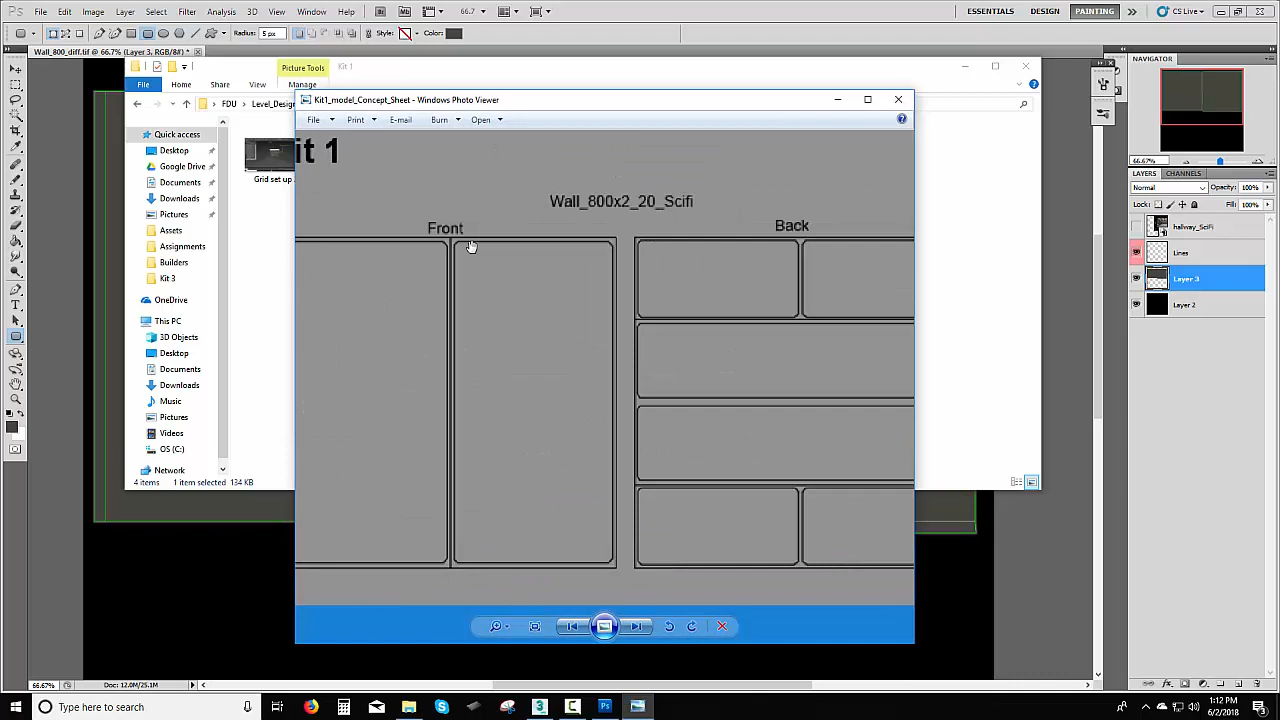 Ps File Edit Image Layer Select Filter Analysis 3D View Window Help Br Mb 66.7 ESSENTIALS DESIGN PAINTING CS Live
Radius: 5 px Style: Color:
Wall_800_diff.tif @ 66.7% (Layer 3, RGB/8#) *
Picture Tools Kit 1
File Home Share View Manage
FDU Level_Design
Quick access
Desktop
Google Drive
Documents
Downloads
Pictures
Assets
Assignments
Builders
Kit 3
OneDrive
This PC
3D Objects
Desktop
Documents
Downloads
Music
Pictures
Videos
OS (C:)
Network
4 items 1 item selected 134 KB
Grid set up
Kit1_model_Concept_Sheet - Windows Photo Viewer
File Print E-mail Burn Open
it 1
Wall_800x2_20_Scifi
Front Back
NAVIGATOR
66.67%
LAYERS CHANNELS
Normal Opacity: 100%
Lock: Fill: 100%
hallway_SciFi
Lines
Layer 3
Layer 2
66.67% Doc: 12.0M/25.1M
Type here to search
1:12 PM
6/2/2018